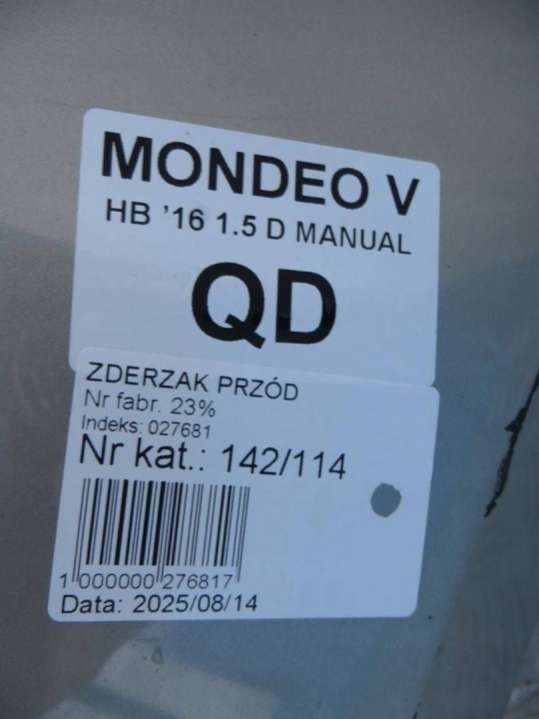 MONDEO V
HB '16 1.5 D MANUAL
QD
ZDERZAK PRZÓD
Nr fabr. 23%
Indeks: 027681
Nr kat.: 142/114
1 000000 276817
Data: 2025/08/14